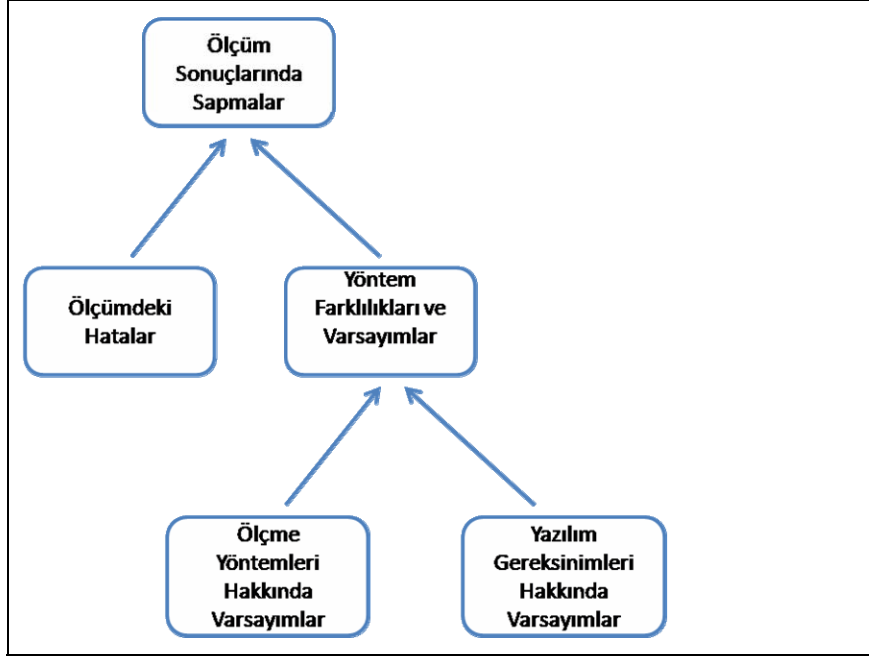 Ölçüm
Sonuçlarında
Sapmalar
Ölçümdeki
Hatalar
Yöntem
Farklılıkları ve
Varsayımlar
Ölçme
Yöntemleri
Hakkında
Varsayımlar
Yazılım
Gereksinimleri
Hakkında
Varsayımlar